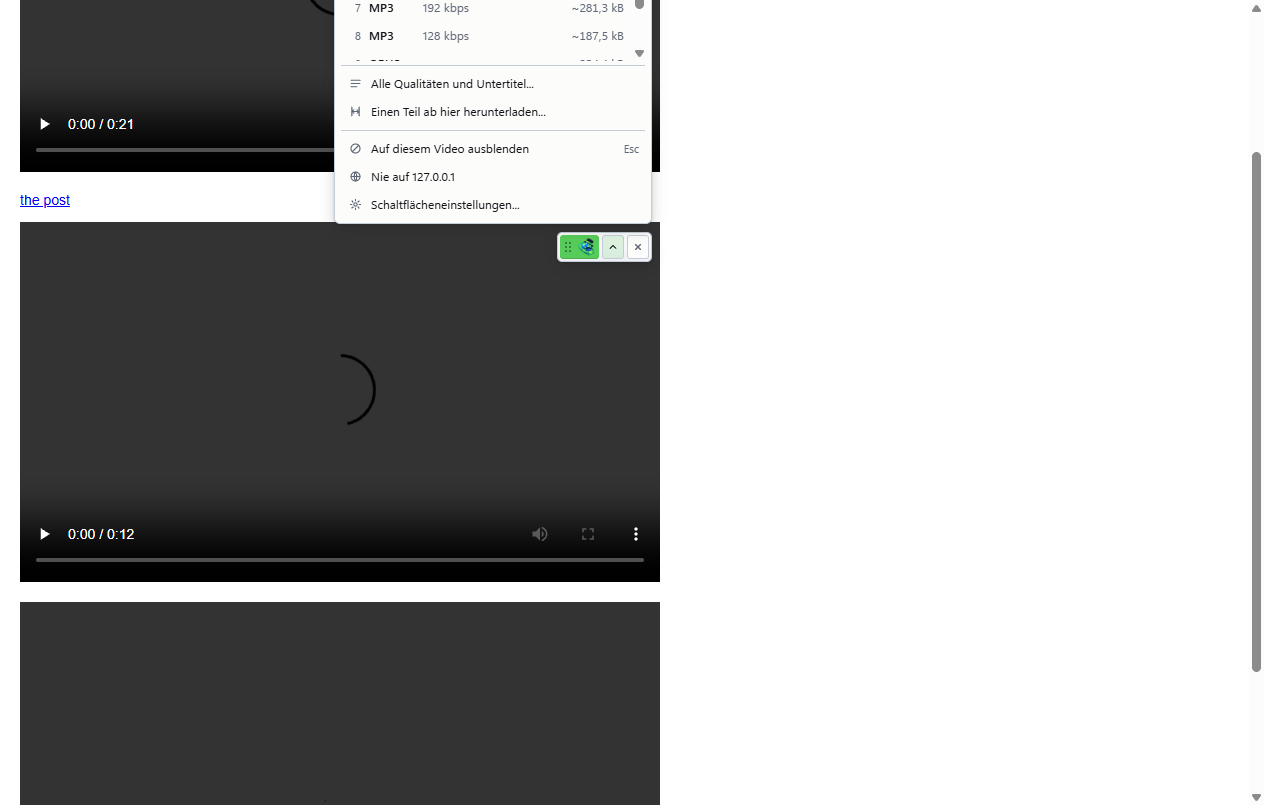 7 MP3 192 kbps ~281,3 kB
8 MP3 128 kbps ~187,5 kB
Alle Qualitäten und Untertitel...
Einen Teil ab hier herunterladen...
0:00 / 0:21
Auf diesem Video ausblenden Esc
Nie auf 127.0.0.1
the post
Schaltflächeneinstellungen...
0:00 / 0:12